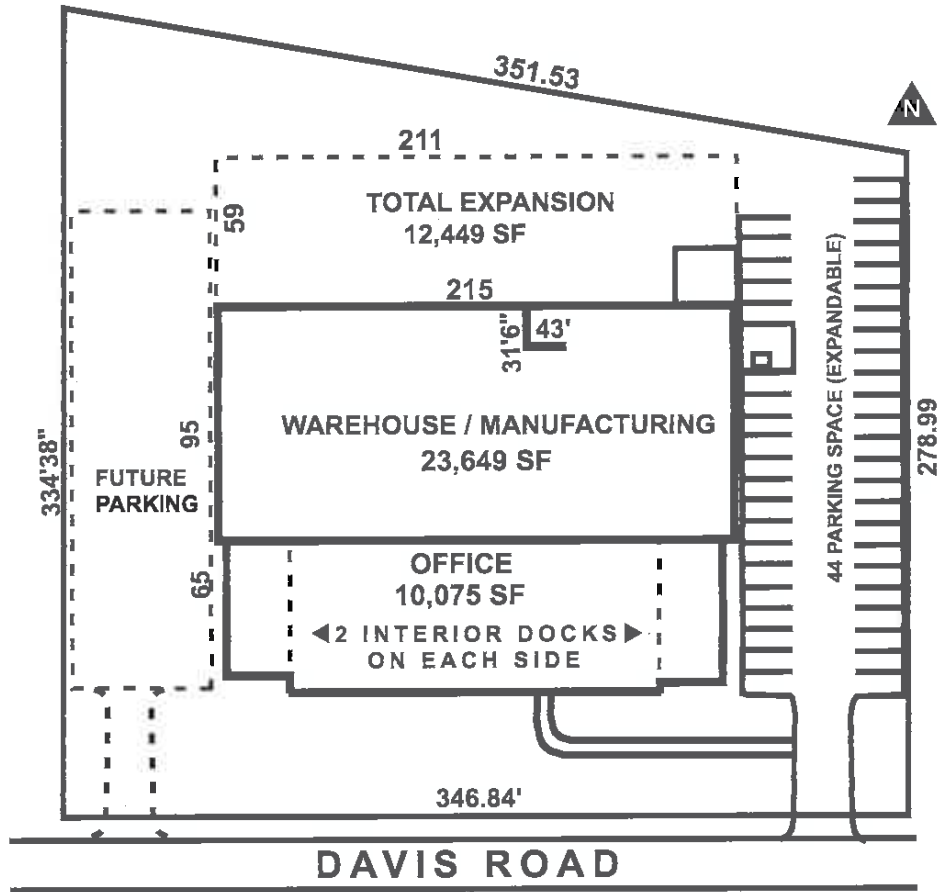 351.53
N
211
TOTAL EXPANSION
12,449 SF
59
215
31'6"
43'
WAREHOUSE / MANUFACTURING
23,649 SF
95
334'38"
FUTURE
PARKING
44 PARKING SPACE (EXPANDABLE)
278.99
OFFICE
10,075 SF
65
◄2 INTERIOR DOCKS►
ON EACH SIDE
346.84'
DAVIS ROAD